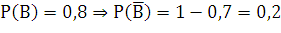 P(B) = 0,8 ⇒ P(B̅) = 1 − 0,7 = 0,2